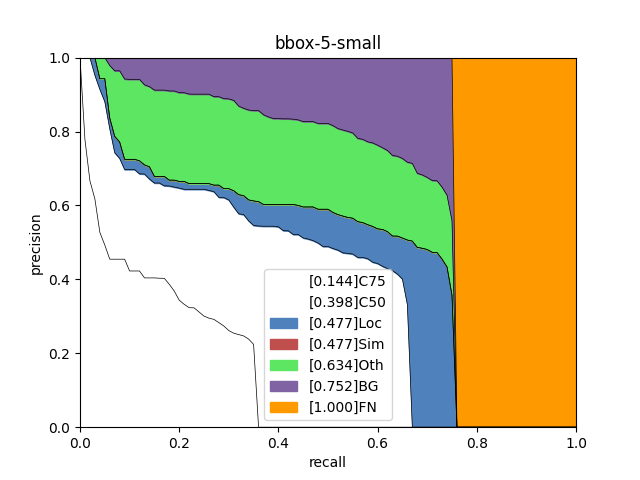 bbox-5-small
1.0
0.8
0.6
0.4
0.2
0.0
precision
[0.144]C75
[0.398]C50
[0.477]Loc
[0.477]Sim
[0.634]Oth
[0.752]BG
[1.000]FN
0.0 0.2 0.4 0.6 0.8 1.0
recall